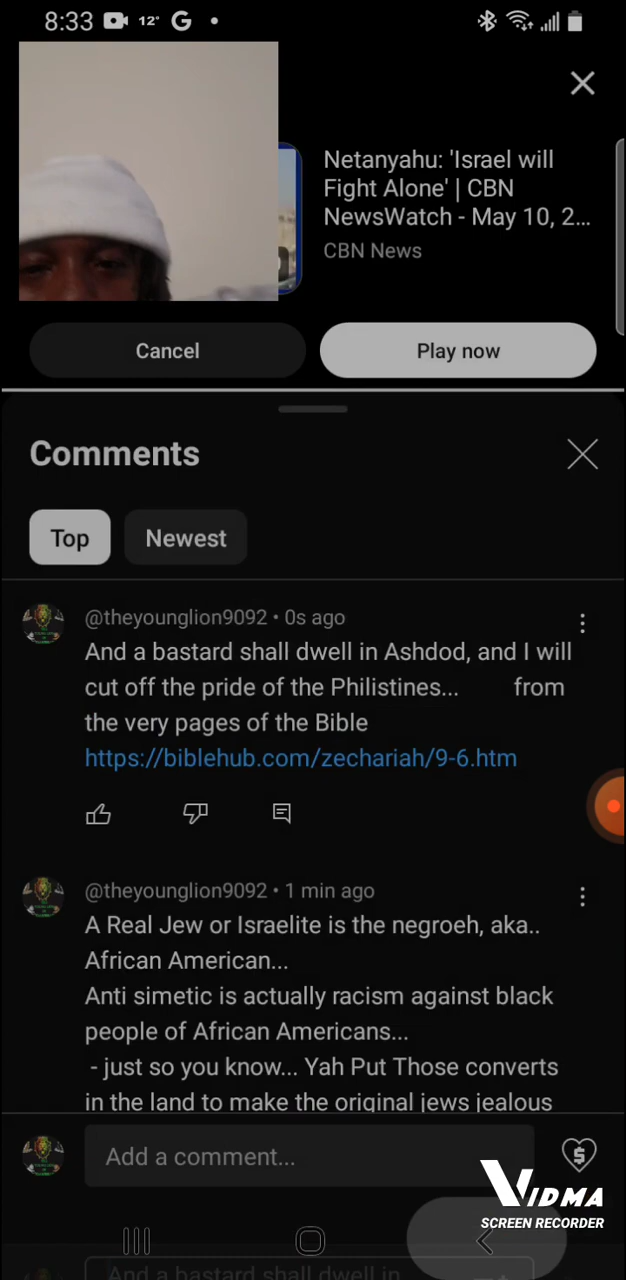 8:33 12° G
Netanyahu: 'Israel will
Fight Alone' | CBN
NewsWatch - May 10, 2...
CBN News
Cancel
Play now
Comments
Top
Newest
@theyounglion9092 • 0s ago
And a bastard shall dwell in Ashdod, and I will
cut off the pride of the Philistines... from
the very pages of the Bible
https://biblehub.com/zechariah/9-6.htm
@theyounglion9092 • 1 min ago
A Real Jew or Israelite is the negroeh, aka..
African American...
Anti simetic is actually racism against black
people of African Americans...
- just so you know... Yah Put Those converts
in the land to make the original jews jealous
Add a comment...
VIDMA
SCREEN RECORDER
And a bastard shall dwell in